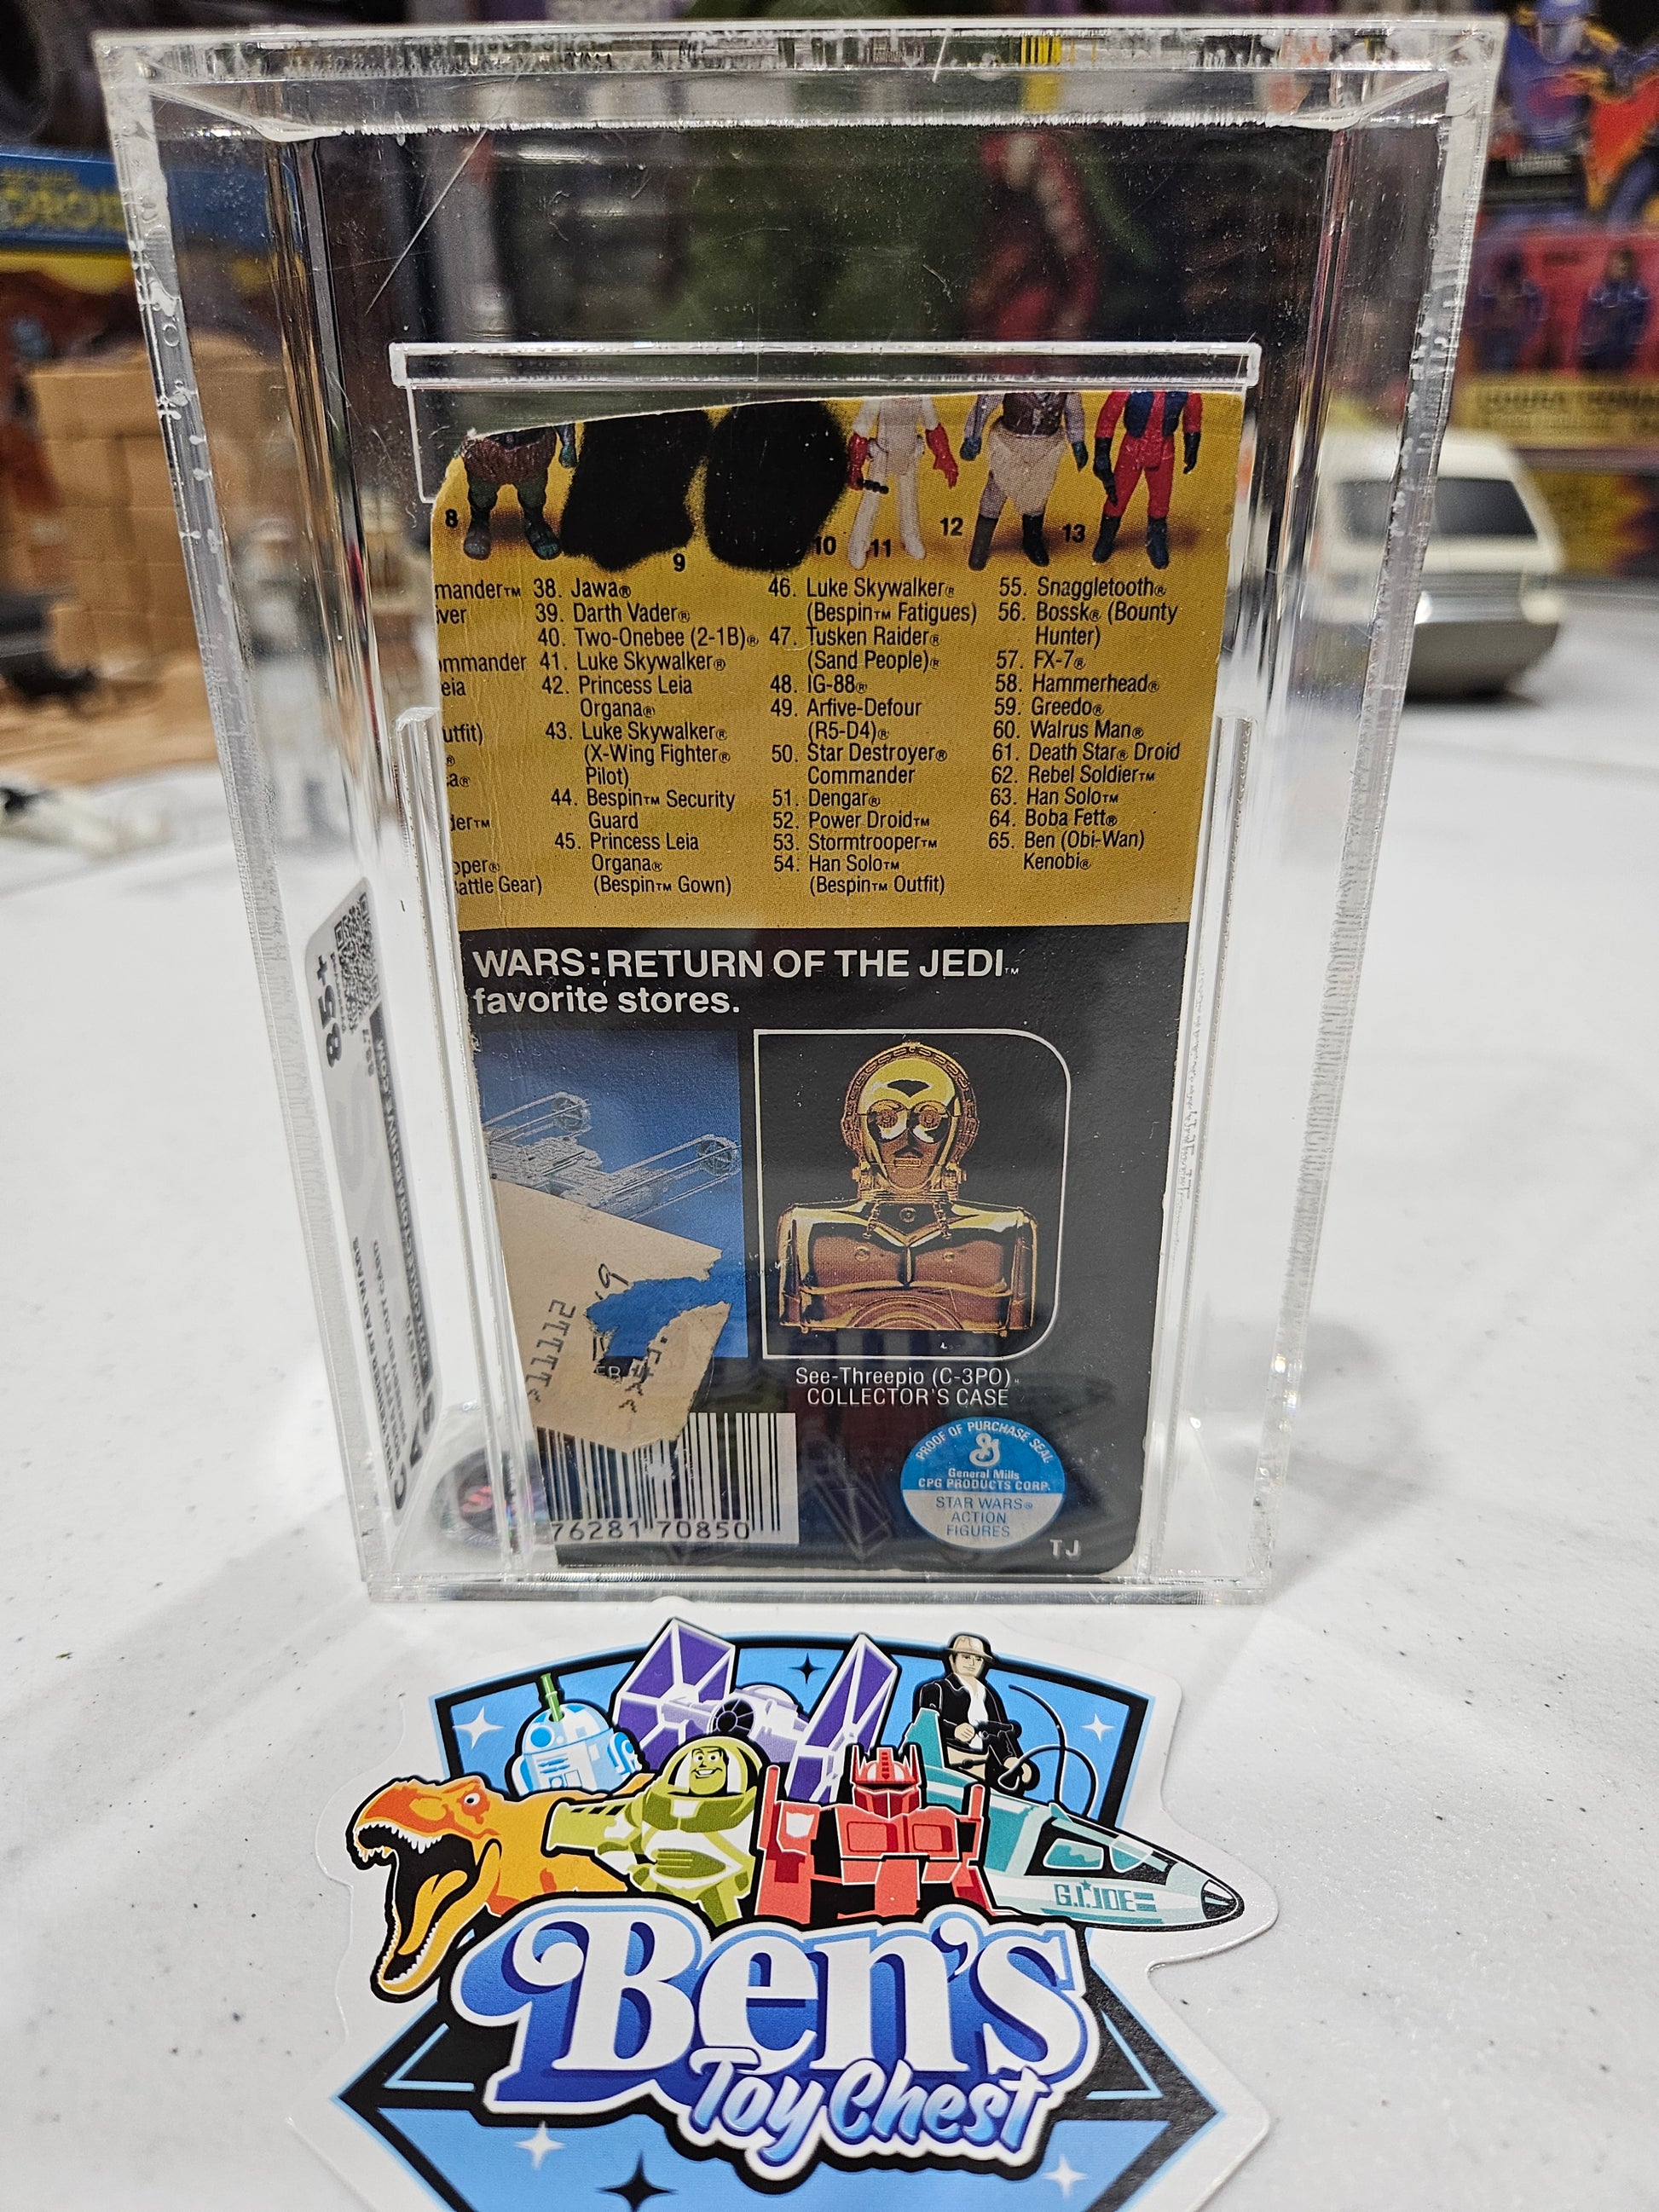 8
9
10
11
12
13
mander™
iver
ommander
eia
utfit)
®
ca®
der™
oper®
attle Gear)
38. Jawa®
39. Darth Vader®
40. Two-Onebee (2-1B)®
41. Luke Skywalker®
42. Princess Leia
Organa®
43. Luke Skywalker®
(X-Wing Fighter®
Pilot)
44. Bespin™ Security
Guard
45. Princess Leia
Organa®
(Bespin™ Gown)
46. Luke Skywalker®
(Bespin™ Fatigues)
47. Tusken Raider®
(Sand People)®
48. IG-88®
49. Arfive-Defour
(R5-D4)®
50. Star Destroyer®
Commander
51. Dengar®
52. Power Droid™
53. Stormtrooper™
54. Han Solo™
(Bespin™ Outfit)
55. Snaggletooth®
56. Bossk® (Bounty
Hunter)
57. FX-7®
58. Hammerhead®
59. Greedo®
60. Walrus Man®
61. Death Star® Droid
62. Rebel Soldier™
63. Han Solo™
64. Boba Fett®
65. Ben (Obi-Wan)
Kenobi®
WARS: RETURN OF THE JEDI™
favorite stores.
See-Threepio (C-3PO)™
COLLECTOR'S CASE
76281 70850
PROOF OF PURCHASE SEAL
General Mills
CPG PRODUCTS CORP.
STAR WARS®
ACTION
FIGURES
TJ
85+
G.I. JOE
Ben's
Toy Chest